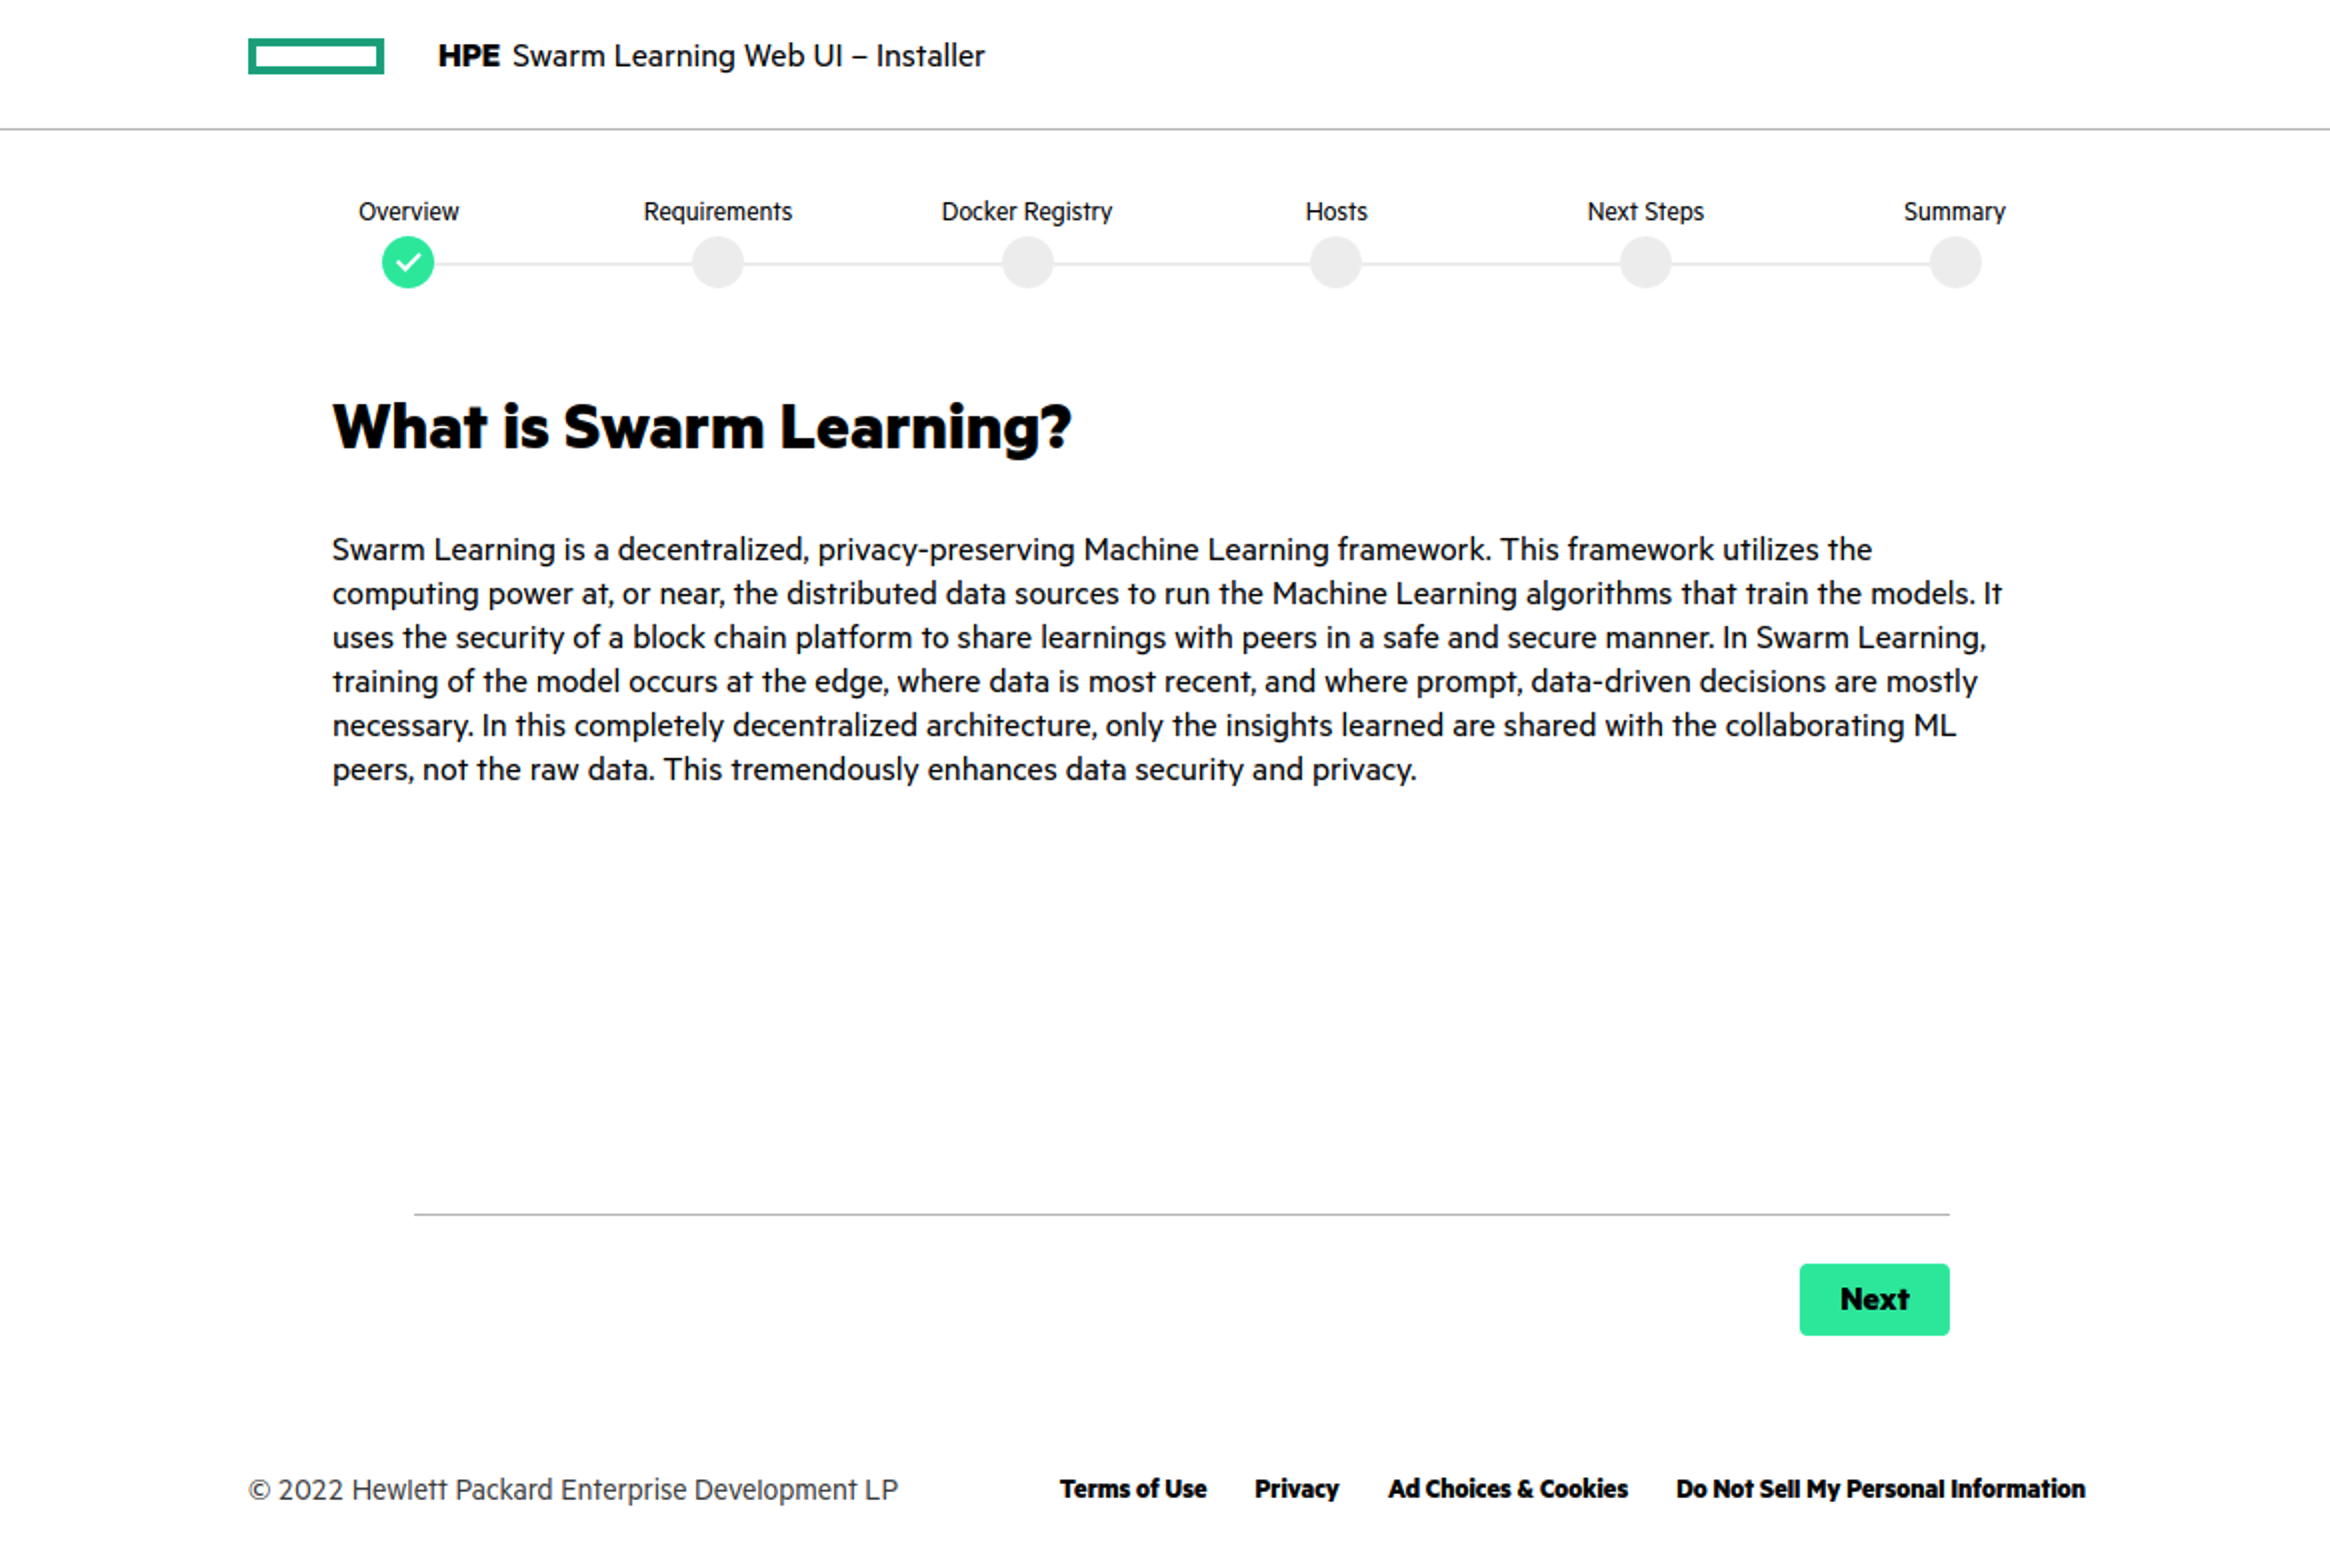 HPE Swarm Learning Web UI – Installer
Overview Requirements Docker Registry Hosts Next Steps Summary
What is Swarm Learning?
Swarm Learning is a decentralized, privacy-preserving Machine Learning framework. This framework utilizes the
computing power at, or near, the distributed data sources to run the Machine Learning algorithms that train the models. It
uses the security of a block chain platform to share learnings with peers in a safe and secure manner. In Swarm Learning,
training of the model occurs at the edge, where data is most recent, and where prompt, data-driven decisions are mostly
necessary. In this completely decentralized architecture, only the insights learned are shared with the collaborating ML
peers, not the raw data. This tremendously enhances data security and privacy.
Next
© 2022 Hewlett Packard Enterprise Development LP Terms of Use Privacy Ad Choices & Cookies Do Not Sell My Personal Information